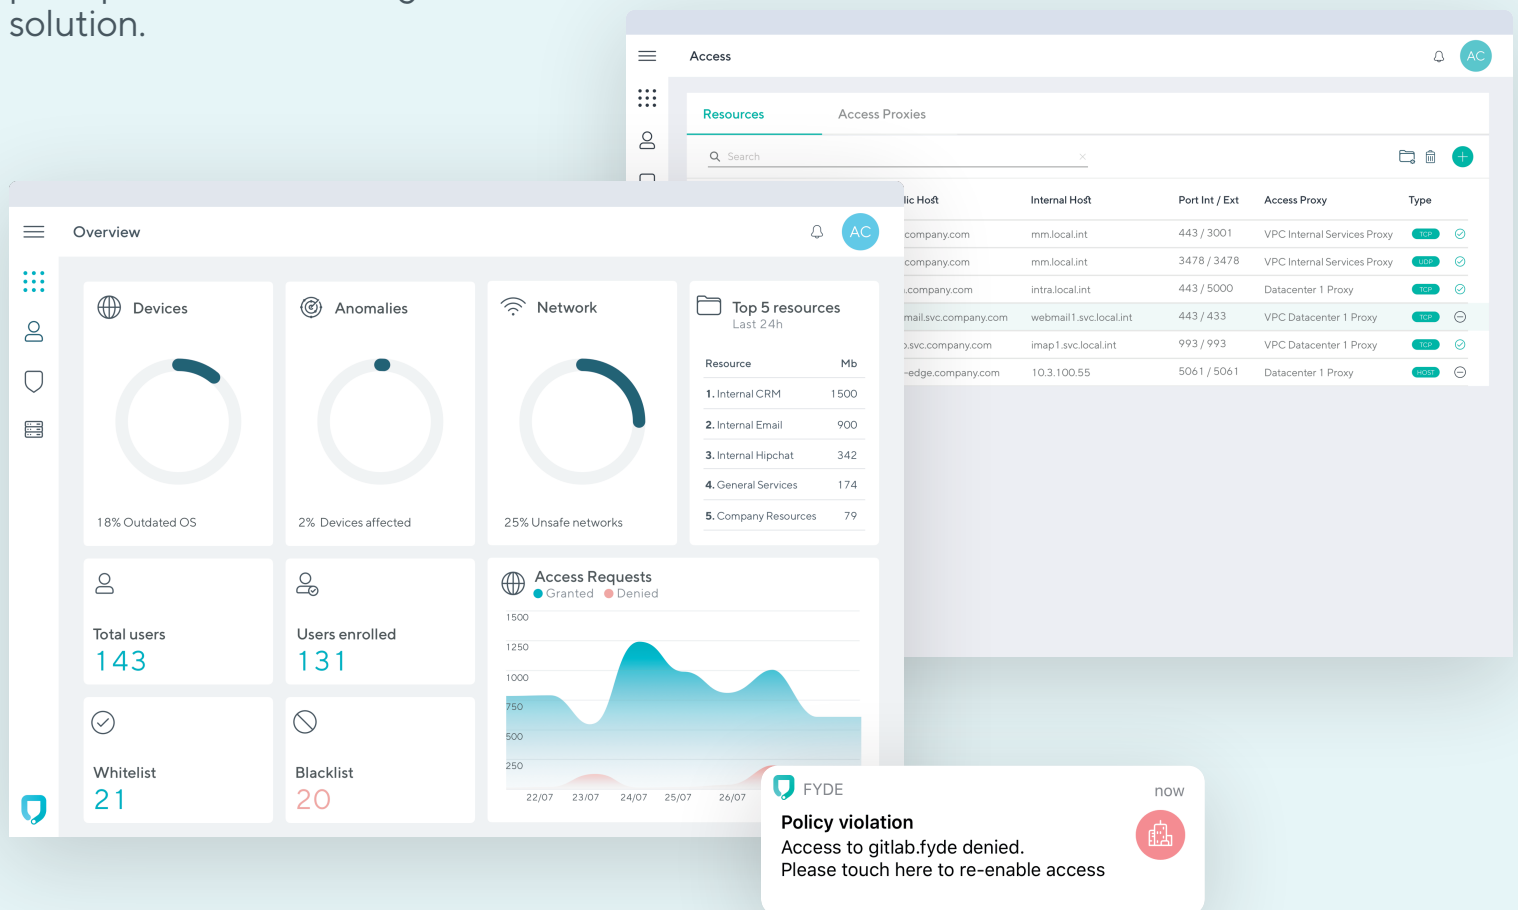 solution.
Access
AC
Resources Access Proxies
Search
Host Internal Host Port Int / Ext Access Proxy Type
company.com mm.local.int 443 / 3001 VPC Internal Services Proxy TCP
company.com mm.local.int 3478 / 3478 VPC Internal Services Proxy UDP
.company.com intra.local.int 443 / 5000 Datacenter 1 Proxy TCP
mail.svc.company.com webmail1.svc.local.int 443 / 433 VPC Datacenter 1 Proxy TCP
.svc.company.com imap1.svc.local.int 993 / 993 VPC Datacenter 1 Proxy TCP
-edge.company.com 10.3.100.55 5061 / 5061 Datacenter 1 Proxy HOST
Overview
AC
Devices
18% Outdated OS
Anomalies
2% Devices affected
Network
25% Unsafe networks
Top 5 resources
Last 24h
Resource Mb
1. Internal CRM 1500
2. Internal Email 900
3. Internal Hipchat 342
4. General Services 174
5. Company Resources 79
Total users
143
Users enrolled
131
Whitelist
21
Blacklist
20
Access Requests
Granted Denied
1500
1250
1000
750
500
250
22/07 23/07 24/07 25/07 26/07
FYDE now
Policy violation
Access to gitlab.fyde denied.
Please touch here to re-enable access